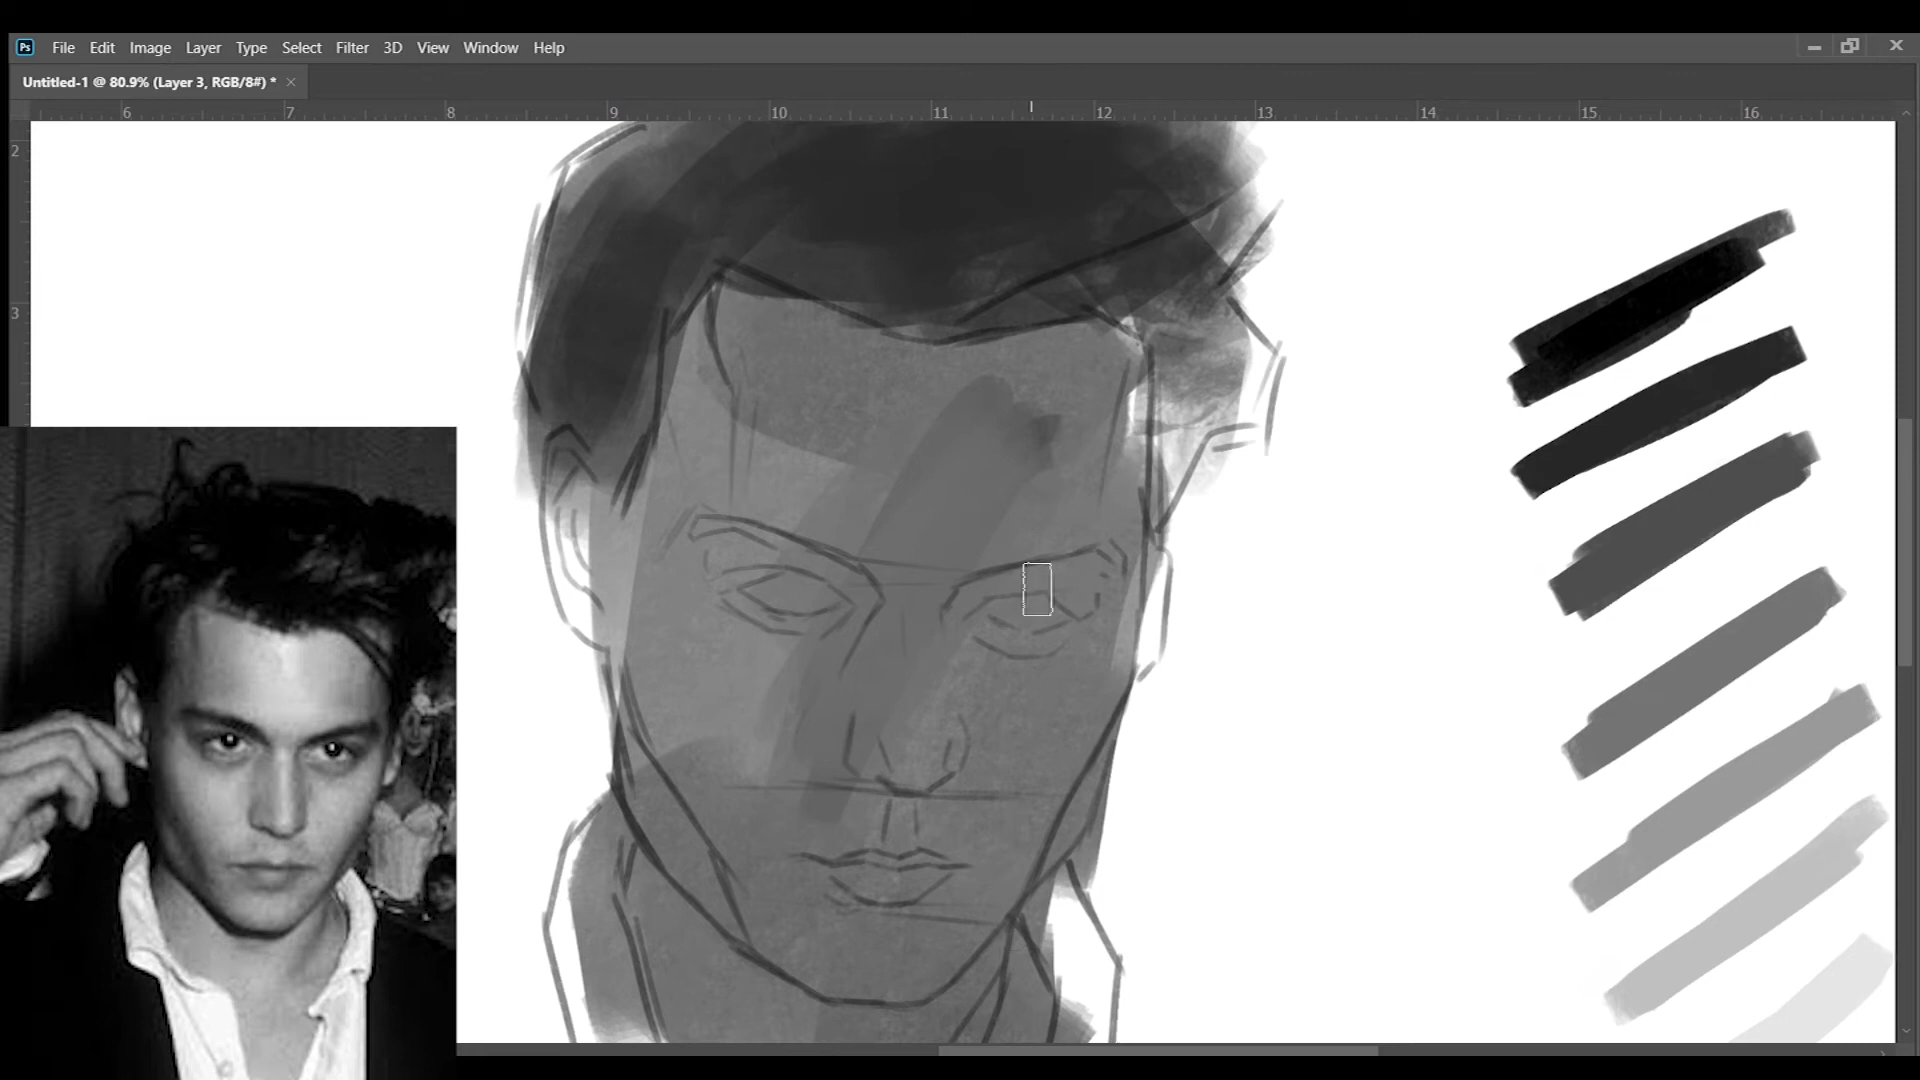 Ps File Edit Image Layer Type Select Filter 3D View Window Help
Untitled-1 @ 80.9% (Layer 3, RGB/8#) *
6 7 8 9 10 11 12 13 14 15 16
2
3